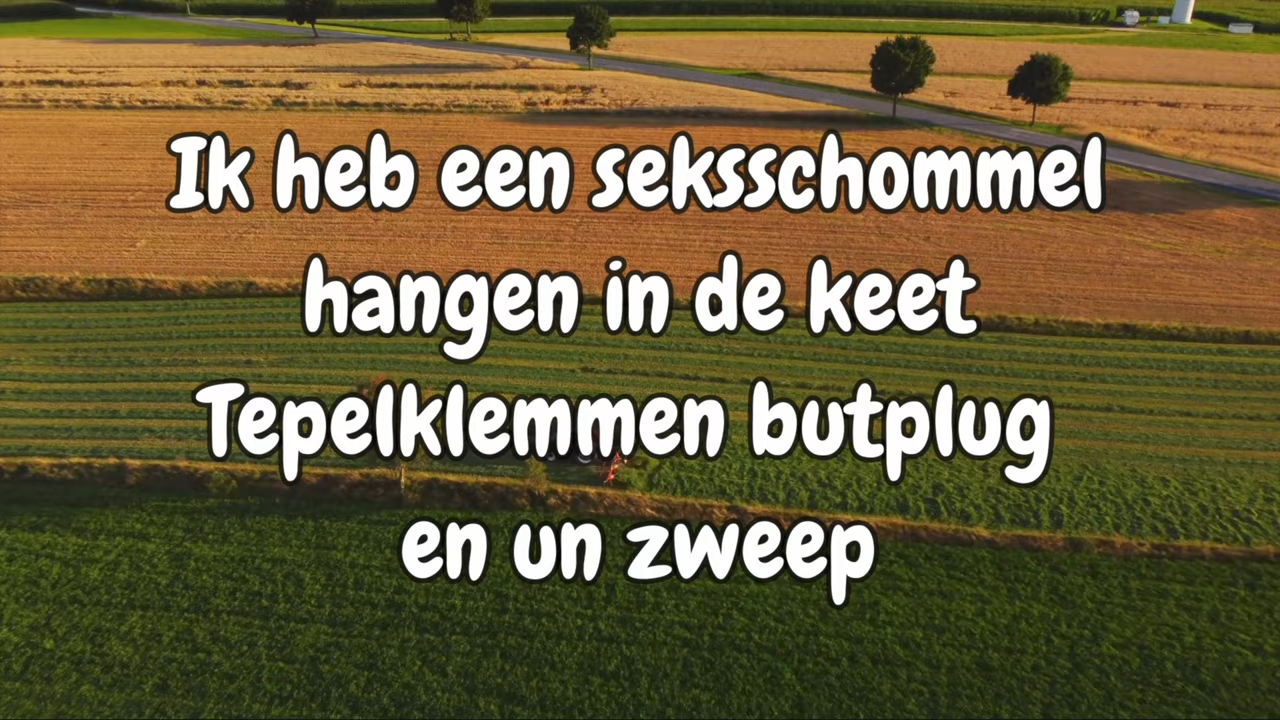 Ik heb een seksschommel
hangen in de keet
Tepelklemmen butplug
en un zweep